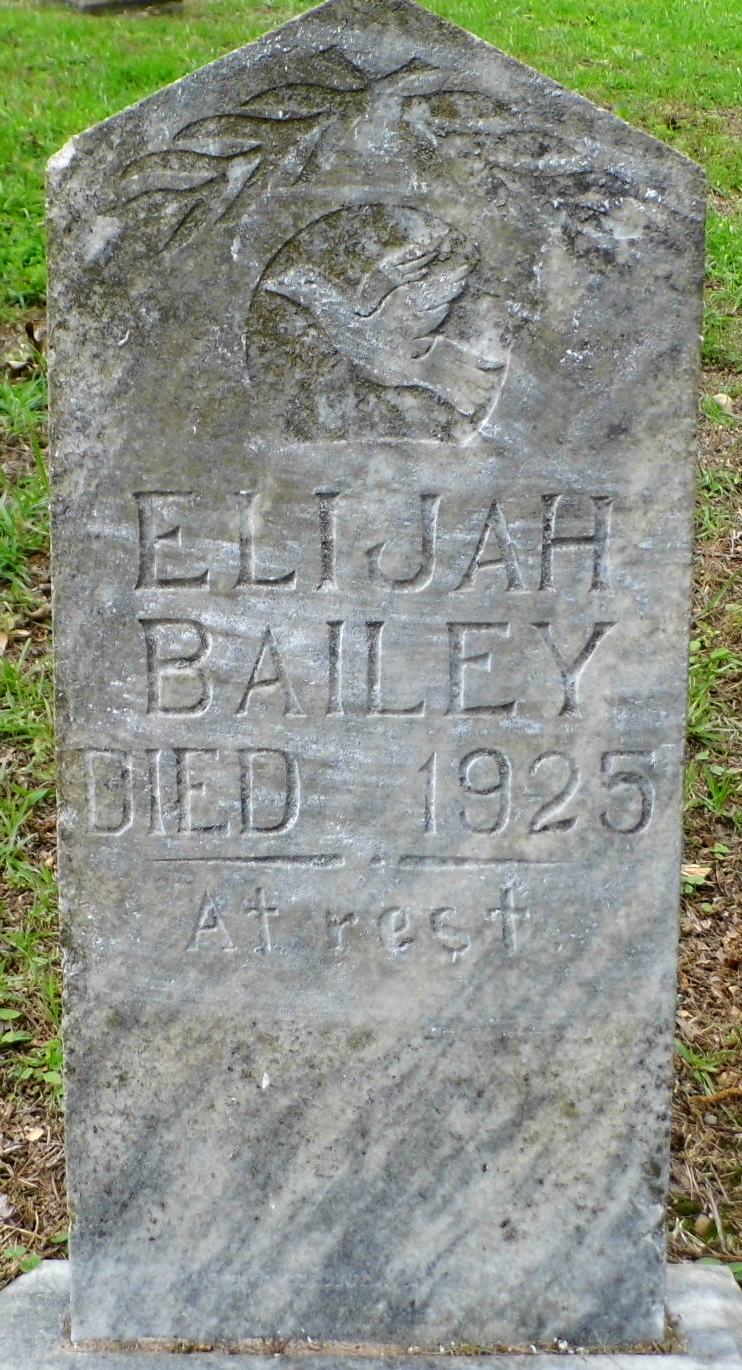 ELIJAH
BAILEY
DIED 1925
At rest.